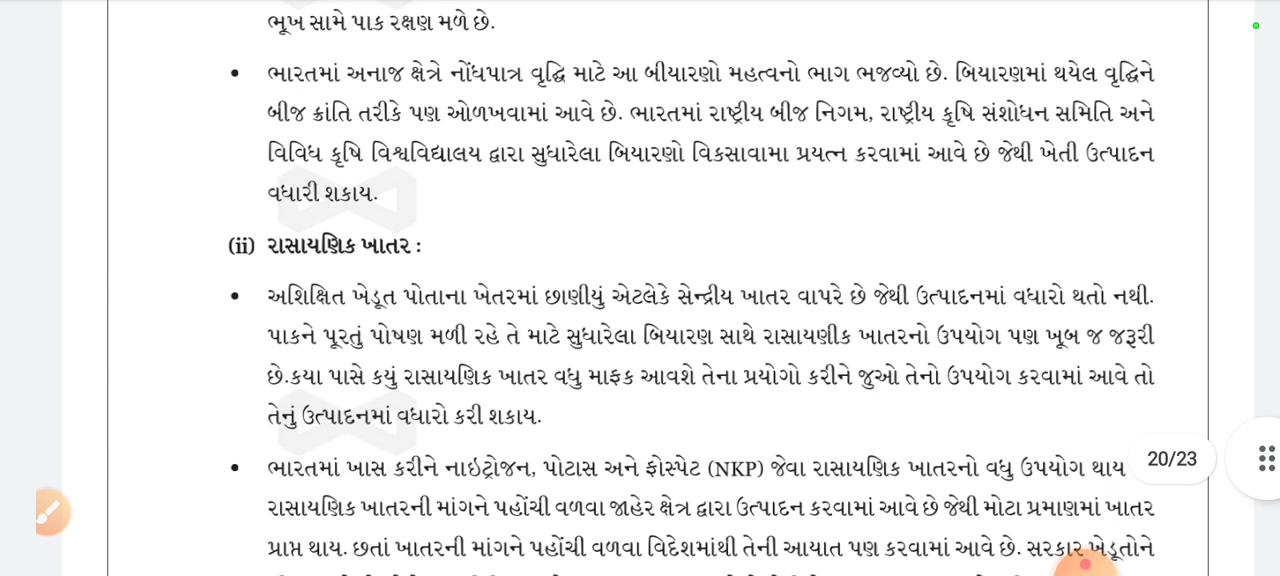 ભૂખ સામે પાક રક્ષણ મળે છે.
• ભારતમાં અનાજ ક્ષેત્રે નોંધપાત્ર વૃદ્ધિ માટે આ બીયારણો મહત્વનો ભાગ ભજવ્યો છે. બિયારણમાં થયેલ વૃદ્ધિને
બીજ ક્રાંતિ તરીકે પણ ઓળખવામાં આવે છે. ભારતમાં રાષ્ટ્રીય બીજ નિગમ, રાષ્ટ્રીય કૃષિ સંશોધન સમિતિ અને
વિવિધ કૃષિ વિશ્વવિદ્યાલય દ્વારા સુધારેલા બિયારણો વિકસાવામા પ્રયત્ન કરવામાં આવે છે જેથી ખેતી ઉત્પાદન
વધારી શકાય.
(ii) રાસાયણિક ખાતર :
• અશિક્ષિત ખેડૂત પોતાના ખેતરમાં છાણીયું એટલેકે સેન્દ્રીય ખાતર વાપરે છે જેથી ઉત્પાદનમાં વધારો થતો નથી.
પાકને પૂરતું પોષણ મળી રહે તે માટે સુધારેલા બિયારણ સાથે રાસાયણીક ખાતરનો ઉપયોગ પણ ખૂબ જ જરૂરી
છે.કયા પાસે કયું રાસાયણિક ખાતર વધુ માફક આવશે તેના પ્રયોગો કરીને જુઓ તેનો ઉપયોગ કરવામાં આવે તો
તેનું ઉત્પાદનમાં વધારો કરી શકાય.
• ભારતમાં ખાસ કરીને નાઇટ્રોજન, પોટાસ અને ફોસ્પેટ (NKP) જેવા રાસાયણિક ખાતરનો વધુ ઉપયોગ થાય
20/23
રાસાયણિક ખાતરની માંગને પહોંચી વળવા જાહેર ક્ષેત્ર દ્વારા ઉત્પાદન કરવામાં આવે છે જેથી મોટા પ્રમાણમાં ખાતર
પ્રાપ્ત થાય. છતાં ખાતરની માંગને પહોંચી વળવા વિદેશમાંથી તેની આયાત પણ કરવામાં આવે છે. સરકાર ખેડૂતોને